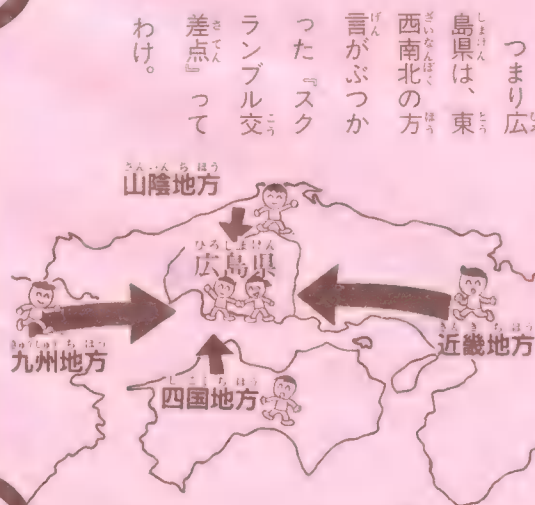 つまり広
島県は、東
西南北の方
言がぶつか
った『スク
ランブル交
差点』って
わけ。
山陰地方
広島県
九州地方
近畿地方
四国地方